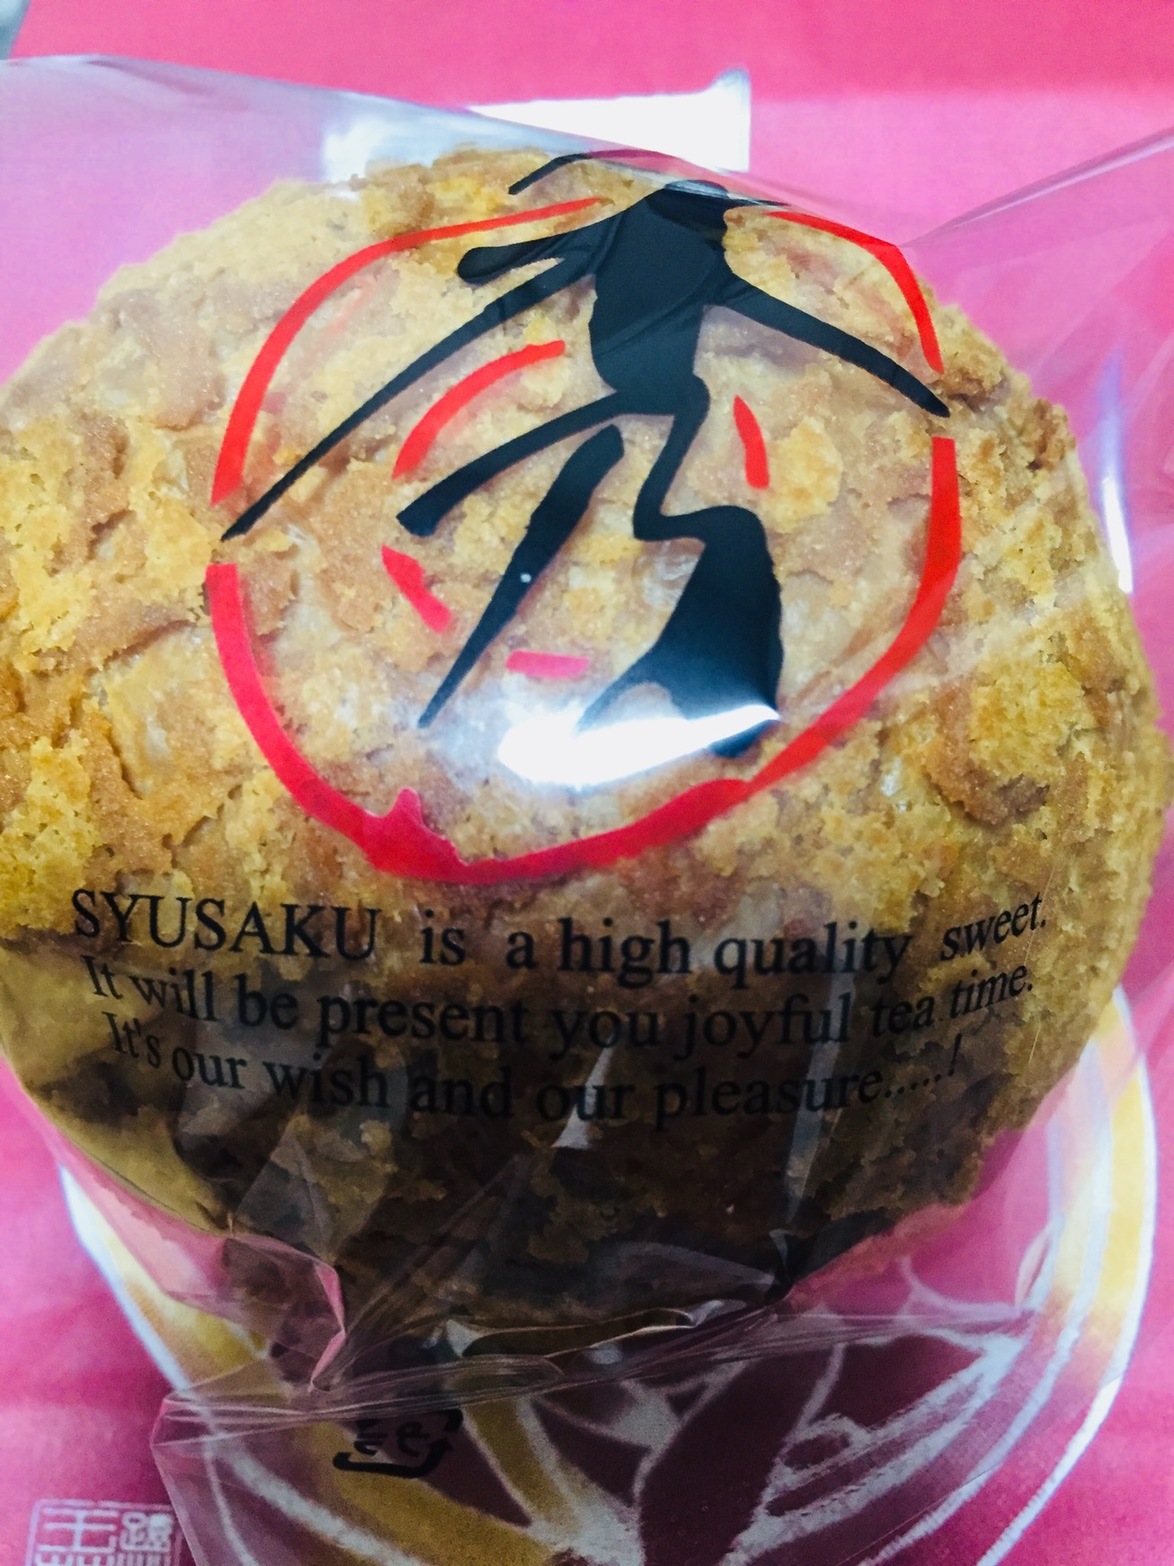 秀
SYUSAKU is a high quality sweet.
It will be present you joyful tea time.
It's our wish and our pleasure.....!